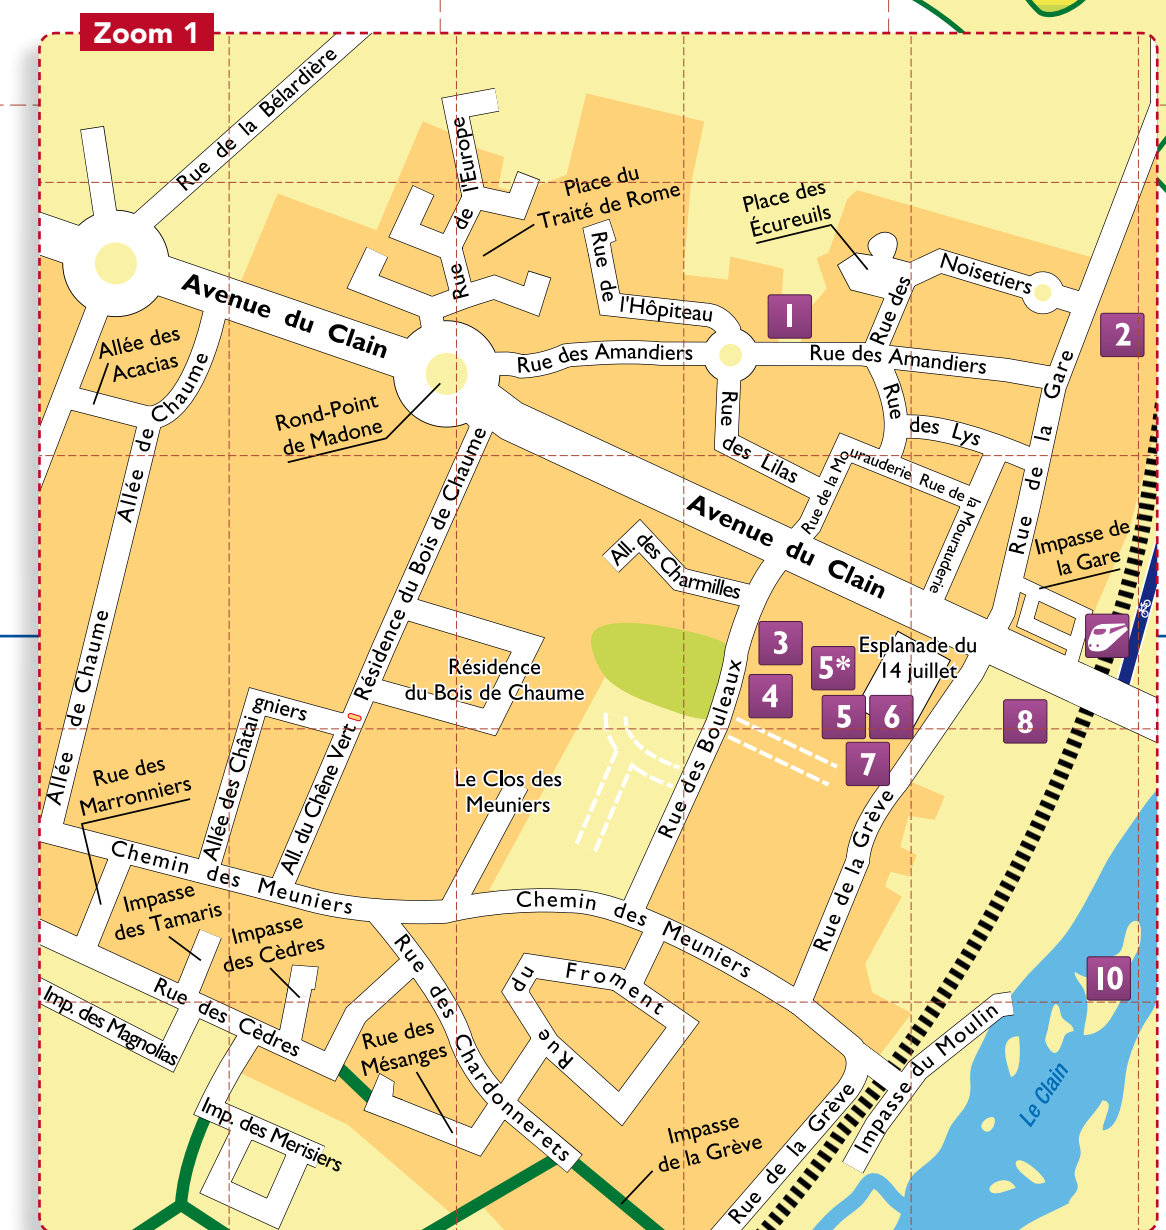 Zoom 1
Rue de la Bélardière
Rue de l'Europe
Place du
Traité de Rome
Place des
Écureuils
Rue de
l'Hôpiteau
Rue des
Noisetiers
Avenue du Clain
1
2
Allée des
Acacias
Allée de Chaume
Rond-Point
de Madone
Rue des Amandiers
Rue des Amandiers
Rue
des Lilas
Rue
des Lys
Rue de la Gare
Rue de la Mourauderie
Rue de la Mourauderie
Allée de Chaume
Résidence du Bois de Chaume
Avenue du Clain
All. des Charmilles
Impasse de
la Gare
3
4
5*
5
6
7
8
Esplanade du
14 juillet
Résidence
du Bois de Chaume
Allée des Châtaigniers
All. du Chêne Vert
Rue des Bouleaux
Le Clos des
Meuniers
Rue des
Marronniers
Rue de la Grève
Chemin des Meuniers
Chemin des Meuniers
Impasse
des Tamaris
Impasse
des Cèdres
Rue des Cèdres
Imp. des Magnolias
Rue des Chardonnerets
Rue du Froment
Rue des
Mésanges
Imp. des Merisiers
Impasse
de la Grève
Rue de la Grève
Impasse du Moulin
10
Le Clain